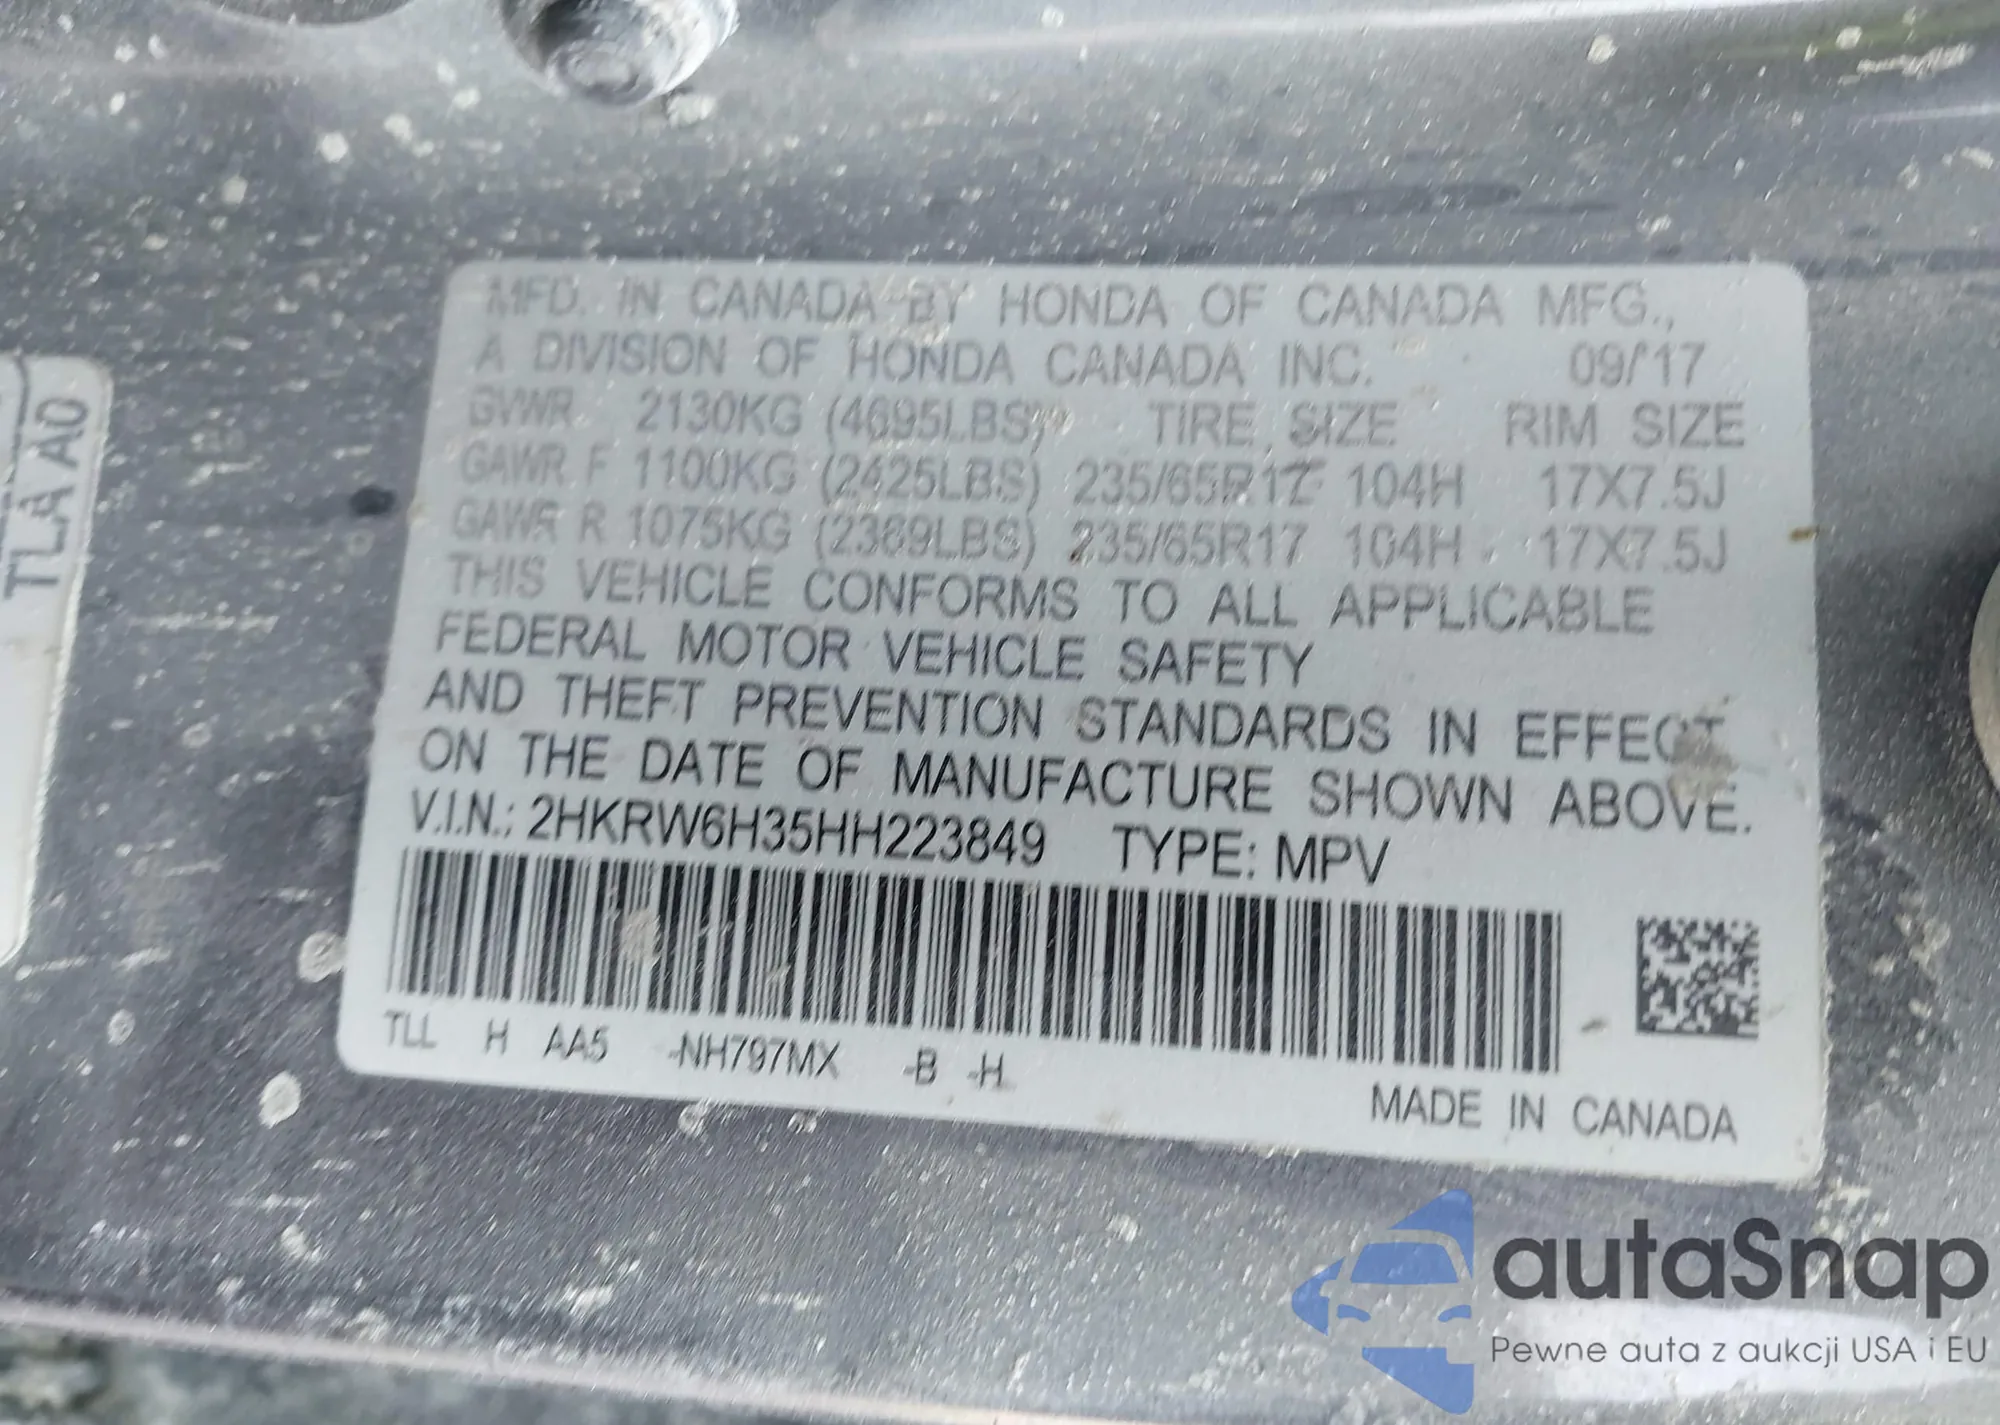 MFD. IN CANADA BY HONDA OF CANADA MFG.,
A DIVISION OF HONDA CANADA INC. 09/17
GVWR 2130KG (4695LBS) TIRE SIZE RIM SIZE
GAWR F 1100KG (2425LBS) 235/65R17 104H 17X7.5J
GAWR R 1075KG (2369LBS) 235/65R17 104H 17X7.5J
THIS VEHICLE CONFORMS TO ALL APPLICABLE
FEDERAL MOTOR VEHICLE SAFETY
AND THEFT PREVENTION STANDARDS IN EFFECT
ON THE DATE OF MANUFACTURE SHOWN ABOVE.
V.I.N.: 2HKRW6H35HH223849 TYPE: MPV
TLL H AA5 -NH797MX -B -H
MADE IN CANADA
TLA A0
autaSnap
Pewne auta z aukcji USA i EU